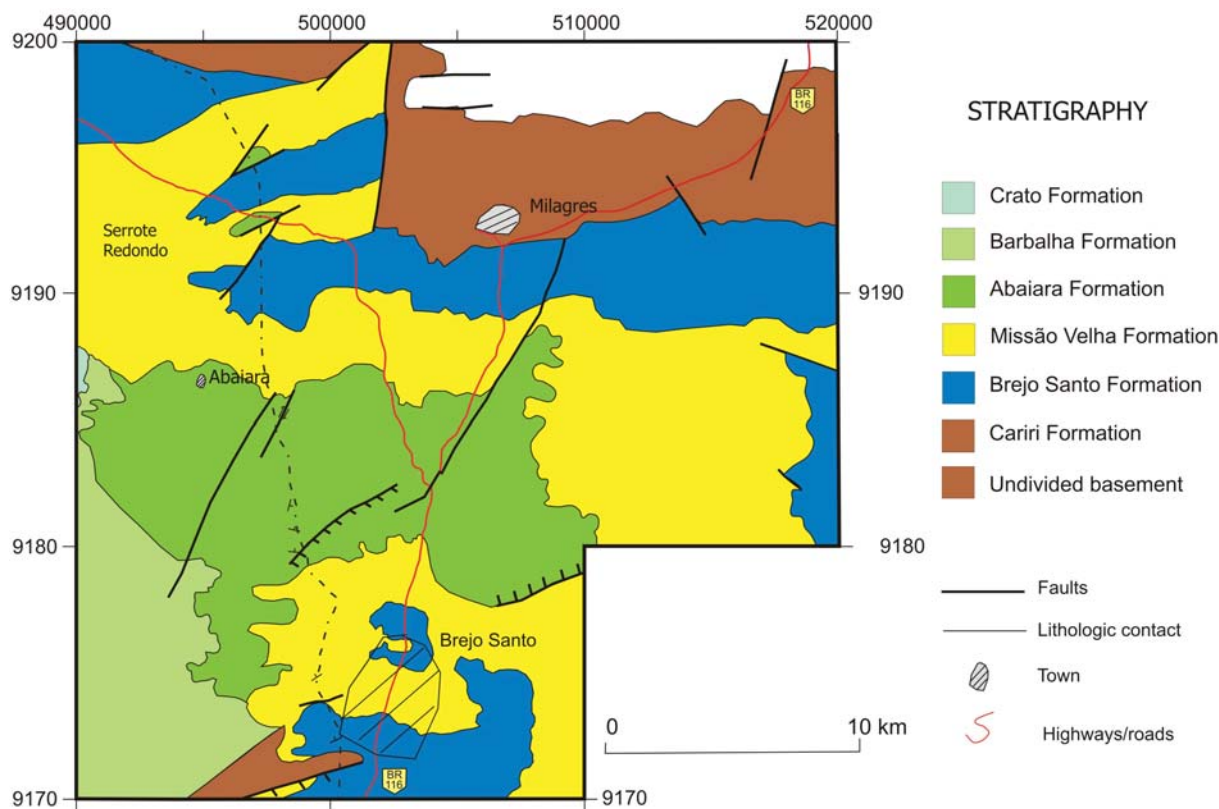 490000 500000 510000 520000
9200
BR
116
STRATIGRAPHY
Crato Formation
Milagres
Serrote
Redondo
Barbalha Formation
9190 9190
Abaiara Formation
Missão Velha Formation
Abaiara
Brejo Santo Formation
Cariri Formation
Undivided basement
9180 9180
Faults
Lithologic contact
Brejo Santo
Town
0 10 km
Highways/roads
BR
116
9170 9170